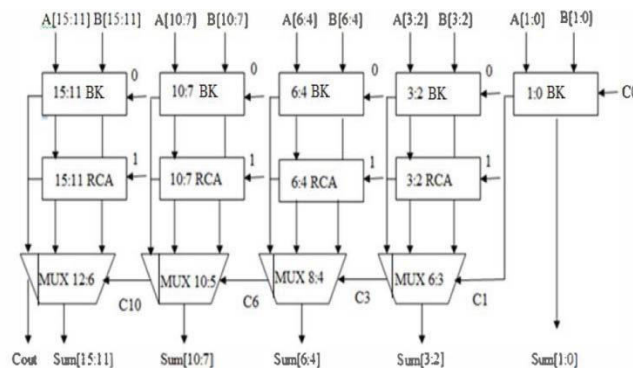 A[15:11] B[15:11] A[10:7] B[10:7] A[6:4] B[6:4] A[3:2] B[3:2] A[1:0] B[1:0]
0 0 0 0
15:11 BK 10:7 BK 6:4 BK 3:2 BK 1:0 BK
1 1 1 1
15:11 RCA 10:7 RCA 6:4 RCA 3:2 RCA
MUX 12:6 MUX 10:5 MUX 8:4 MUX 6:3
C10 C6 C3 C1
Cout Sum[15:11] Sum[10:7] Sum[6:4] Sum[3:2] Sum[1:0]